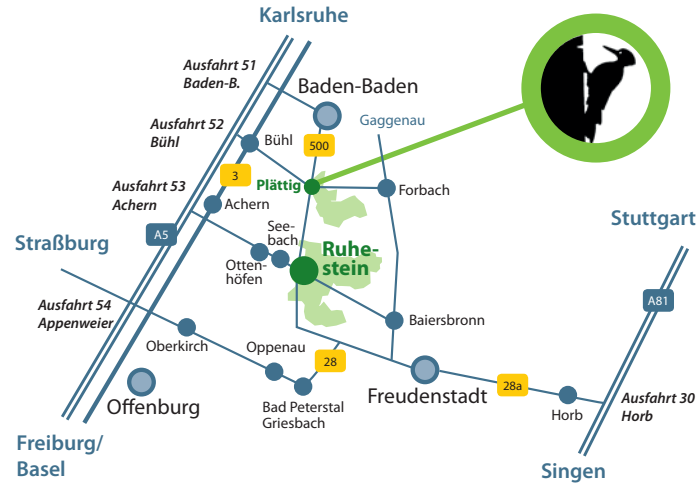 Karlsruhe
Ausfahrt 51
Baden-B.
Baden-Baden
Ausfahrt 52
Bühl
Bühl
500
Gaggenau
3
Plättig
Forbach
Ausfahrt 53
Achern
Achern
A5
See-
bach
Otten-
höfen
Ruhe-
stein
Straßburg
Stuttgart
A81
Ausfahrt 54
Appenweier
Baiersbronn
Oberkirch
Oppenau
28
Bad Peterstal
Griesbach
Freudenstadt
28a
Horb
Ausfahrt 30
Horb
Offenburg
Freiburg/
Basel
Singen